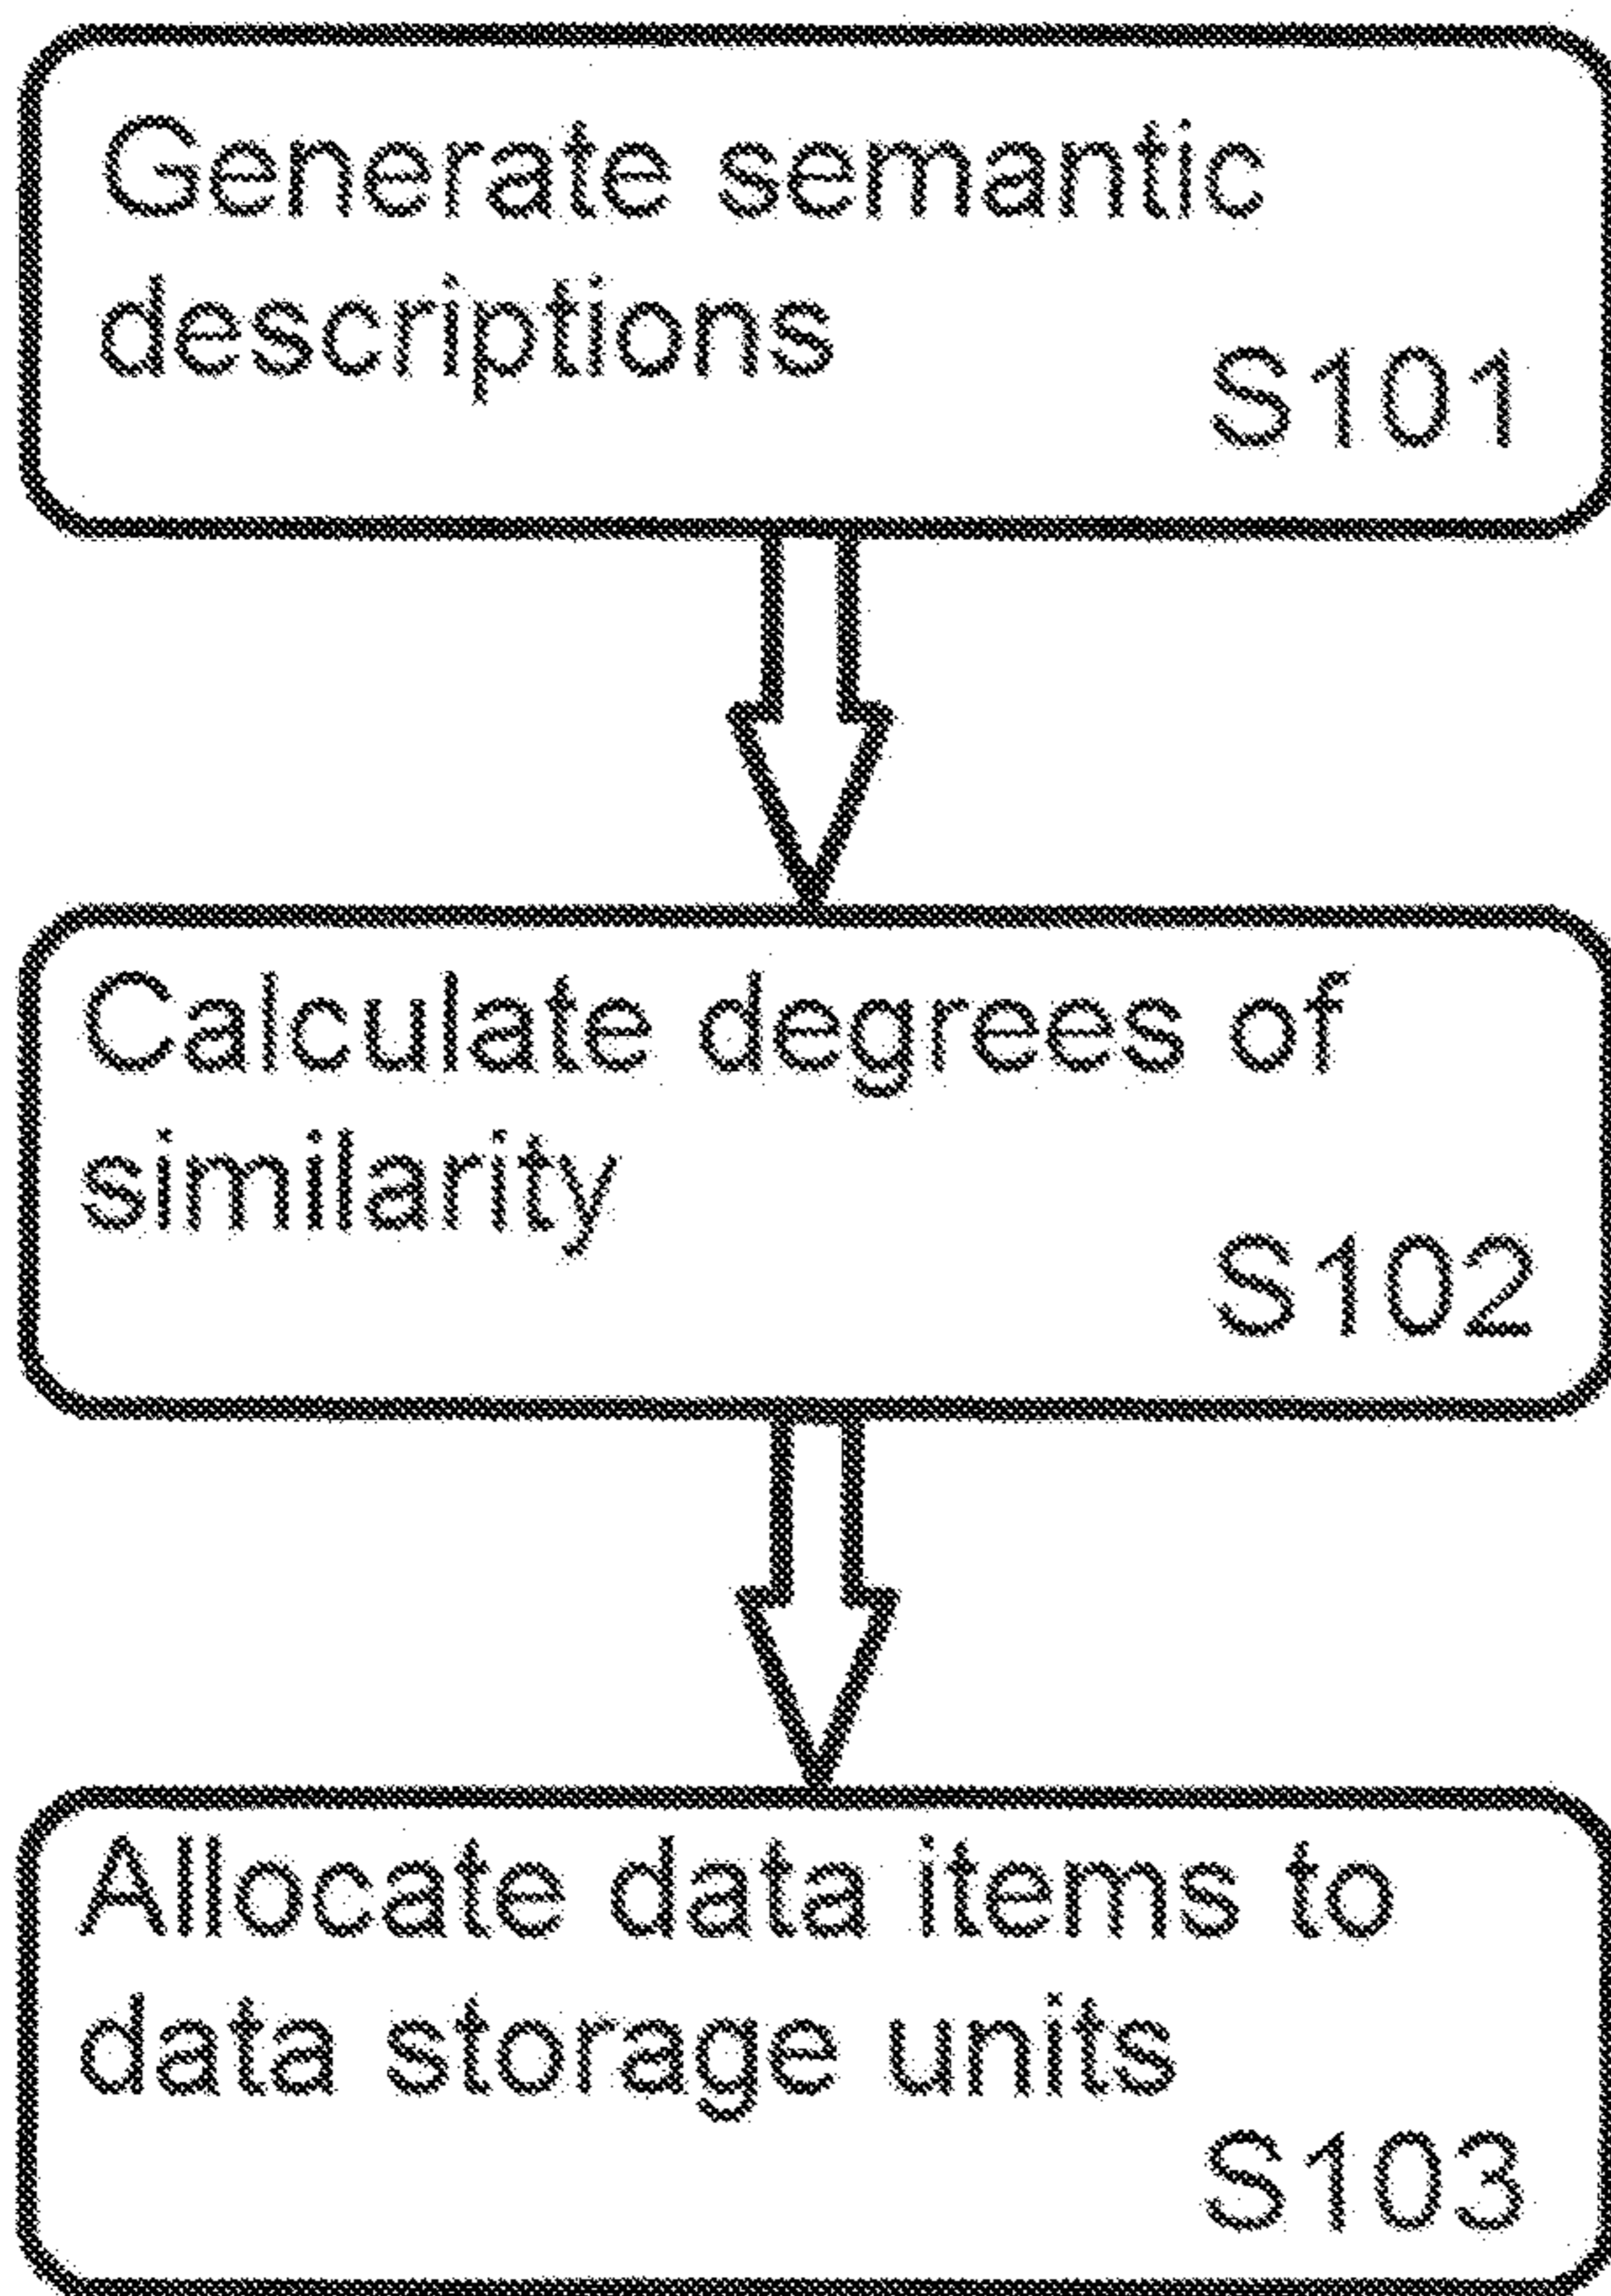 Generate semantic
descriptions
S101
Calculate degrees of
similarity
S102
Allocate data items to
data storage units
S103